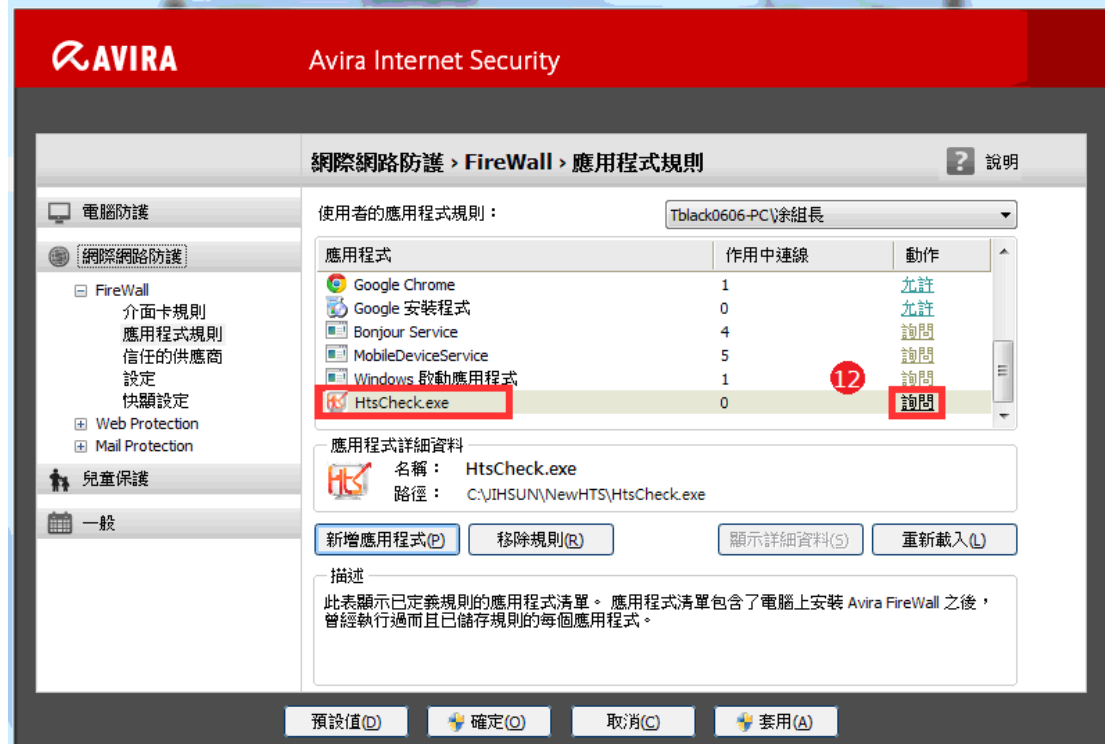 AVIRA
Avira Internet Security
網際網路防護 › FireWall › 應用程式規則
? 說明
電腦防護
網際網路防護
FireWall
介面卡規則
應用程式規則
信任的供應商
設定
快顯設定
Web Protection
Mail Protection
兒童保護
一般
使用者的應用程式規則：
Tblack0606-PC\涂組長
應用程式 作用中連線 動作
Google Chrome 1 允許
Google 安裝程式 0 允許
Bonjour Service 4 詢問
MobileDeviceService 5 詢問
Windows 啟動應用程式 1 詢問
12
HtsCheck.exe 0 詢問
應用程式詳細資料
名稱： HtsCheck.exe
路徑： C:\JIHSUN\NewHTS\HtsCheck.exe
新增應用程式(P) 移除規則(R) 顯示詳細資料(S) 重新載入(L)
描述
此表顯示已定義規則的應用程式清單。 應用程式清單包含了電腦上安裝 Avira FireWall 之後，
曾經執行過而且已儲存規則的每個應用程式。
預設值(D) 確定(O) 取消(C) 套用(A)